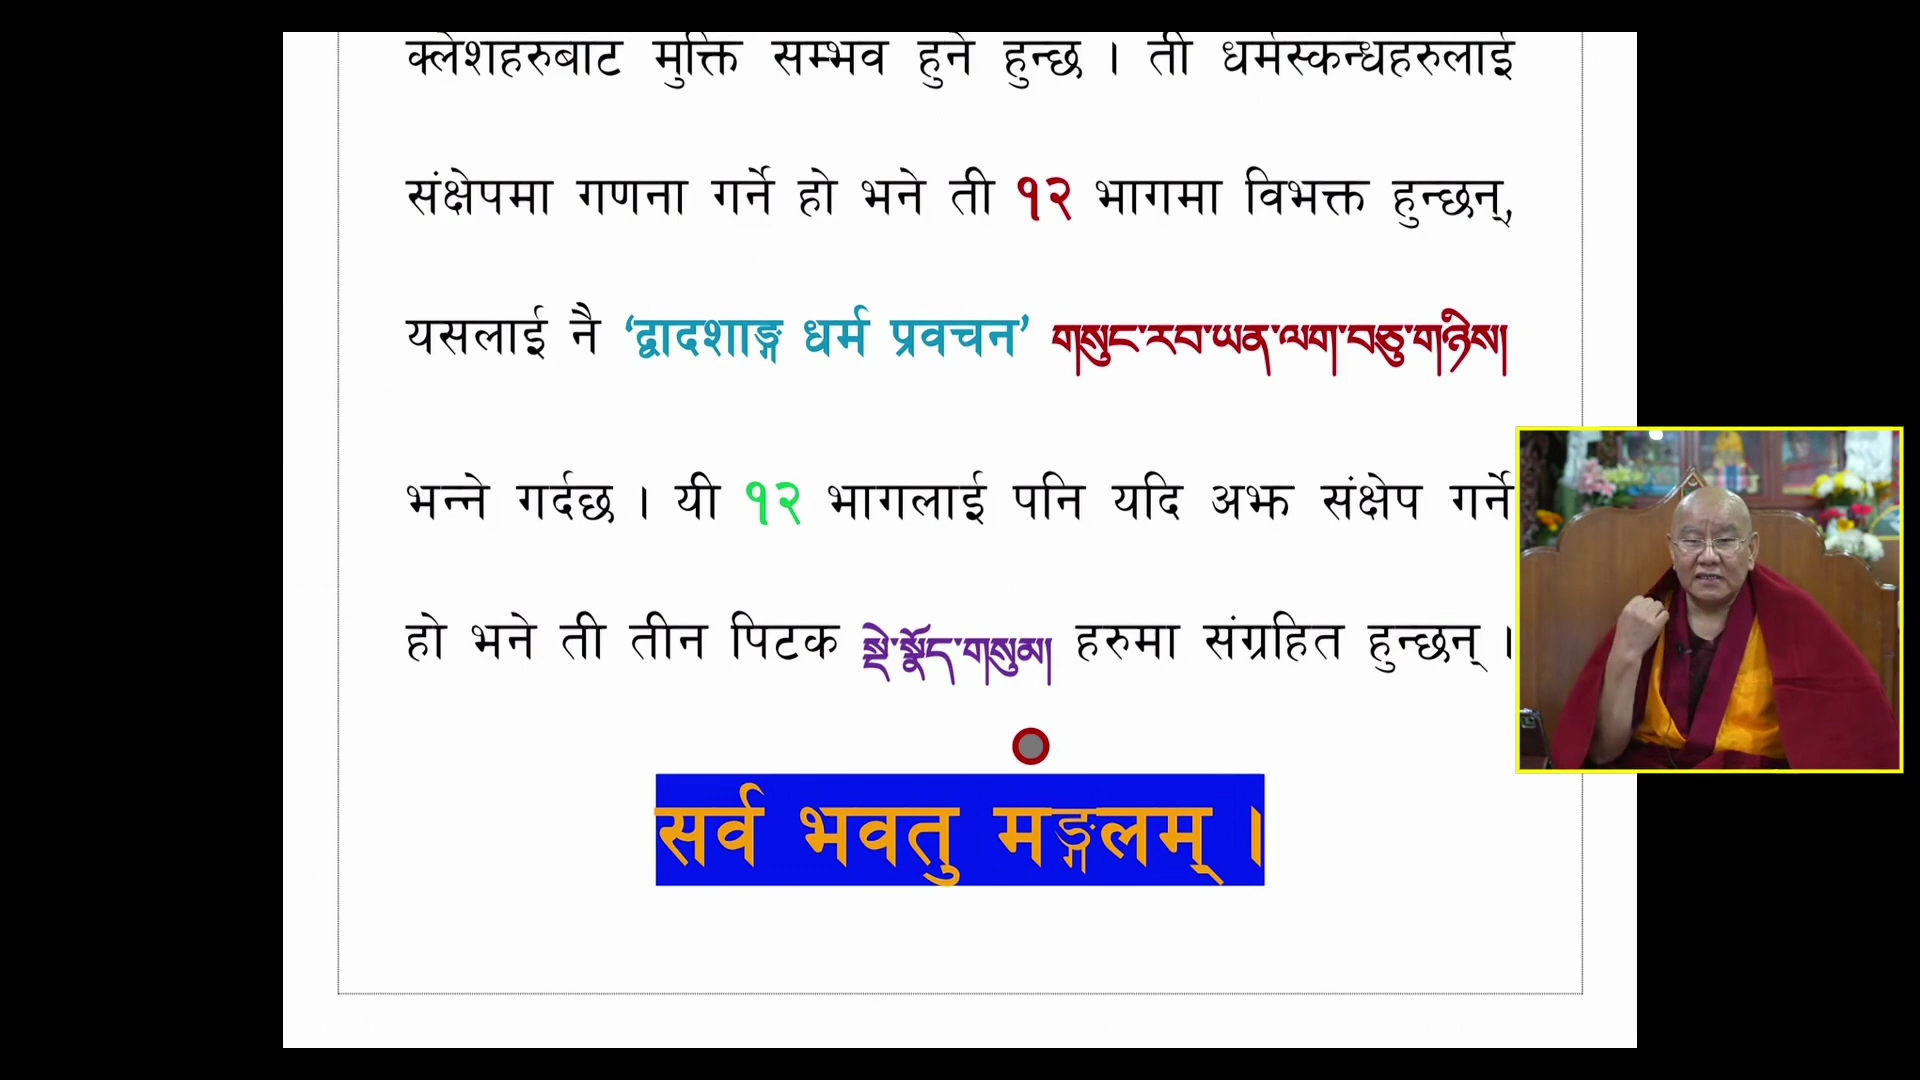 क्लेशहरुबाट मुक्ति सम्भव हुने हुन्छ । ती धर्मस्कन्धहरुलाई
संक्षेपमा गणना गर्ने हो भने ती १२ भागमा विभक्त हुन्छन्,
यसलाई नै ‘द्वादशाङ्ग धर्म प्रवचन’ གསུང་རབ་ཡན་ལག་བཅུ་གཉིས།
भन्ने गर्दछ । यी १२ भागलाई पनि यदि अझ संक्षेप गर्ने
हो भने ती तीन पिटक སྡེ་སྣོད་གསུམ། हरुमा संग्रहित हुन्छन् ।
सर्व भवतु मङ्गलम् ।